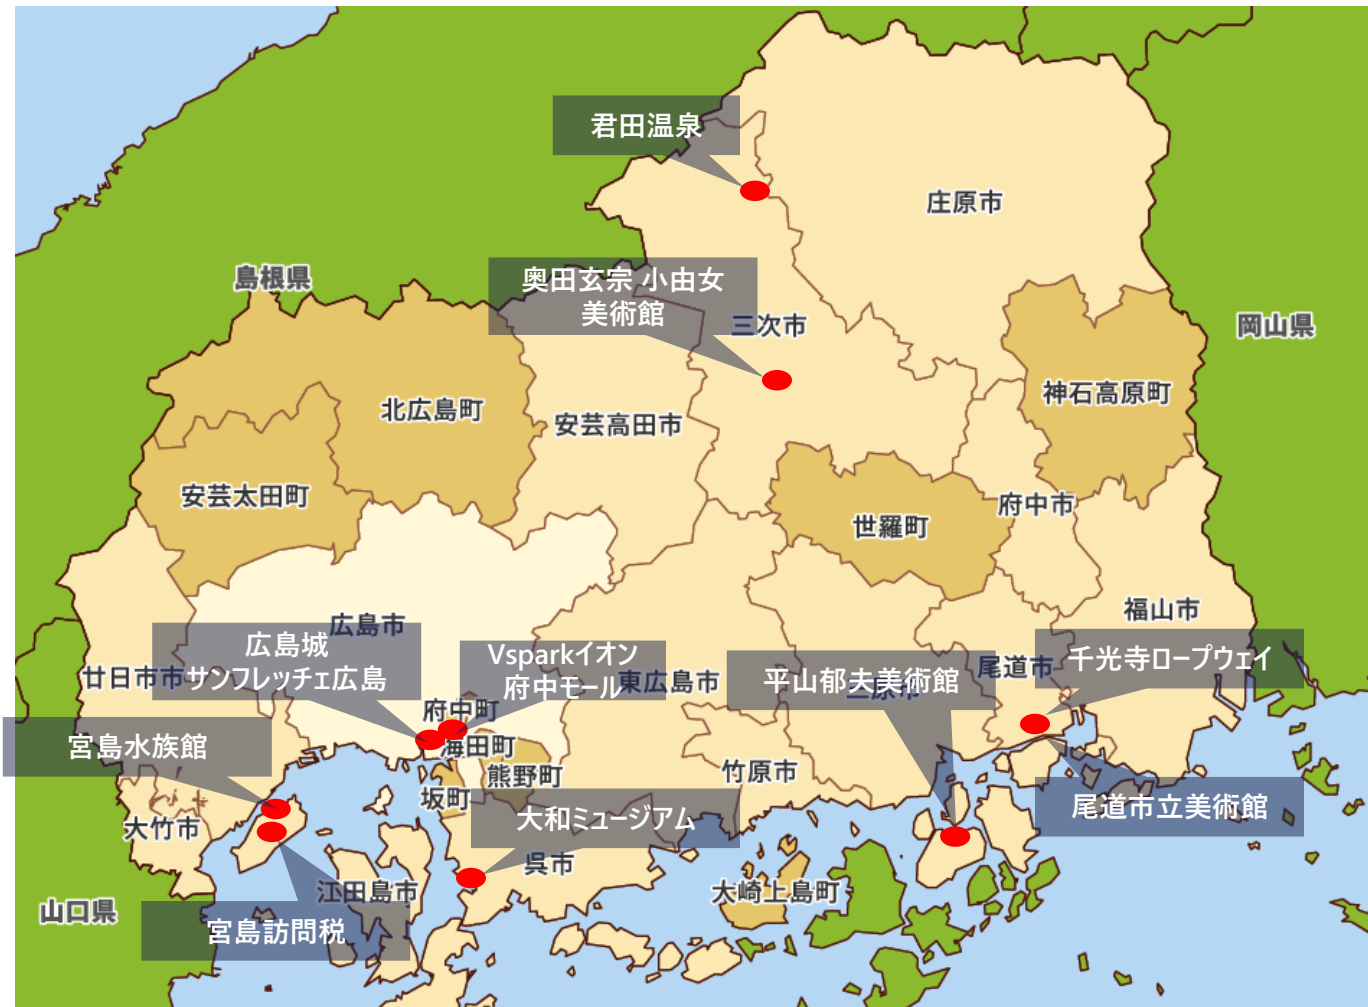 君田温泉
庄原市
島根県
奥田玄宗 小由女
美術館
三次市
岡山県
神石高原町
北広島町
安芸高田市
安芸太田町
府中市
世羅町
福山市
広島市
広島城
サンフレッチェ広島
Vsparkイオン
府中モール
廿日市市
東広島市
平山郁夫美術館
三原市
尾道市
千光寺ロープウェイ
府中町
海田町
宮島水族館
熊野町
竹原市
坂町
尾道市立美術館
大和ミュージアム
大竹市
呉市
江田島市
大崎上島町
山口県
宮島訪問税